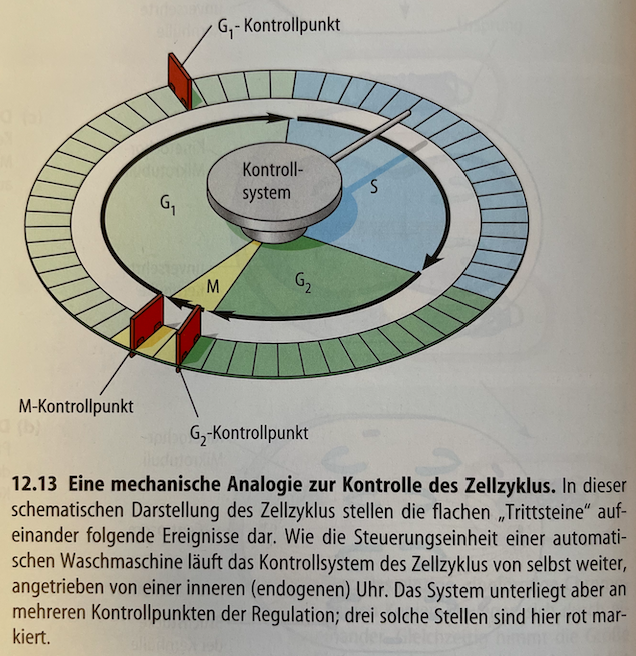 G₁- Kontrollpunkt
Kontroll-
system
G₁
S
M
G₂
M-Kontrollpunkt
G₂-Kontrollpunkt
12.13 Eine mechanische Analogie zur Kontrolle des Zellzyklus. In dieser
schematischen Darstellung des Zellzyklus stellen die flachen „Trittsteine“ auf-
einander folgende Ereignisse dar. Wie die Steuerungseinheit einer automati-
schen Waschmaschine läuft das Kontrollsystem des Zellzyklus von selbst weiter,
angetrieben von einer inneren (endogenen) Uhr. Das System unterliegt aber an
mehreren Kontrollpunkten der Regulation; drei solche Stellen sind hier rot mar-
kiert.